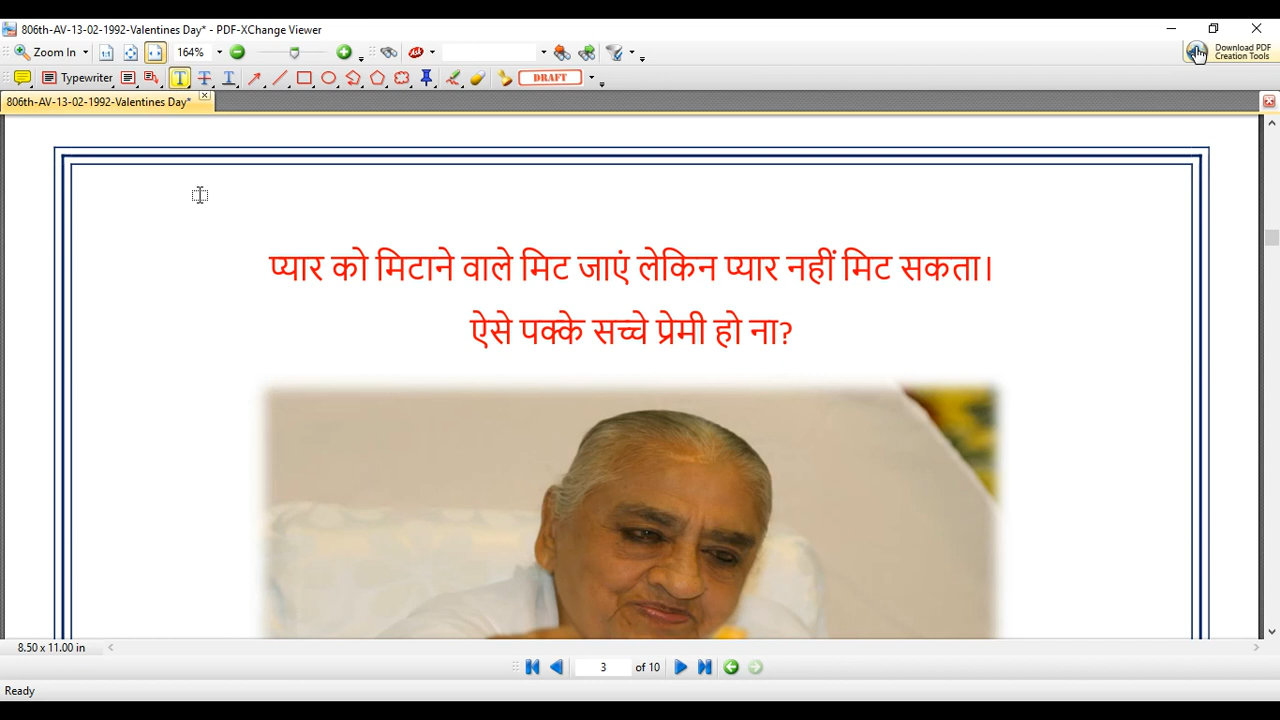 806th-AV-13-02-1992-Valentines Day* - PDF-XChange Viewer
Zoom In 164% Download PDF Creation Tools
Typewriter DRAFT
806th-AV-13-02-1992-Valentines Day*
प्यार को मिटाने वाले मिट जाएं लेकिन प्यार नहीं मिट सकता।
ऐसे पक्के सच्चे प्रेमी हो ना?
8.50 x 11.00 in
3 of 10
Ready